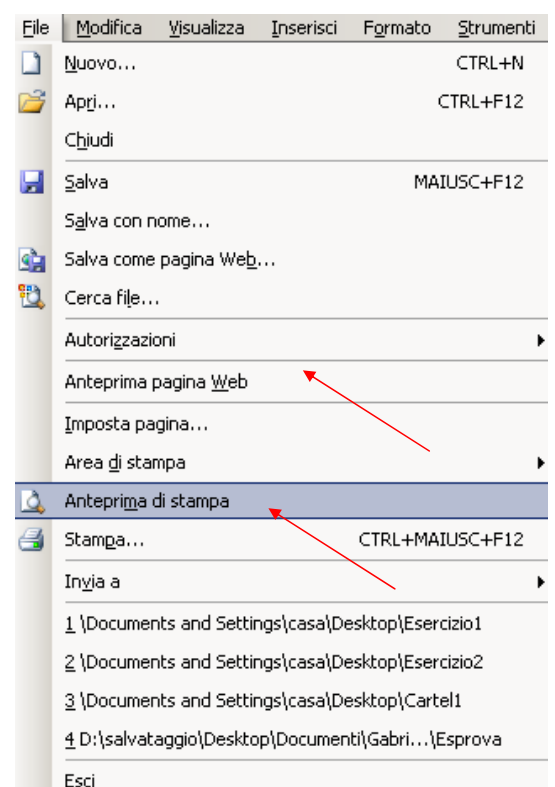 File Modifica Visualizza Inserisci Formato Strumenti
Nuovo... CTRL+N
Apri... CTRL+F12
Chiudi
Salva MAIUSC+F12
Salva con nome...
Salva come pagina Web...
Cerca file...
Autorizzazioni
Anteprima pagina Web
Imposta pagina...
Area di stampa
Anteprima di stampa
Stampa... CTRL+MAIUSC+F12
Invia a
1 \Documents and Settings\casa\Desktop\Esercizio1
2 \Documents and Settings\casa\Desktop\Esercizio2
3 \Documents and Settings\casa\Desktop\Cartel1
4 D:\salvataggio\Desktop\Documenti\Gabri...\Esprova
Esci